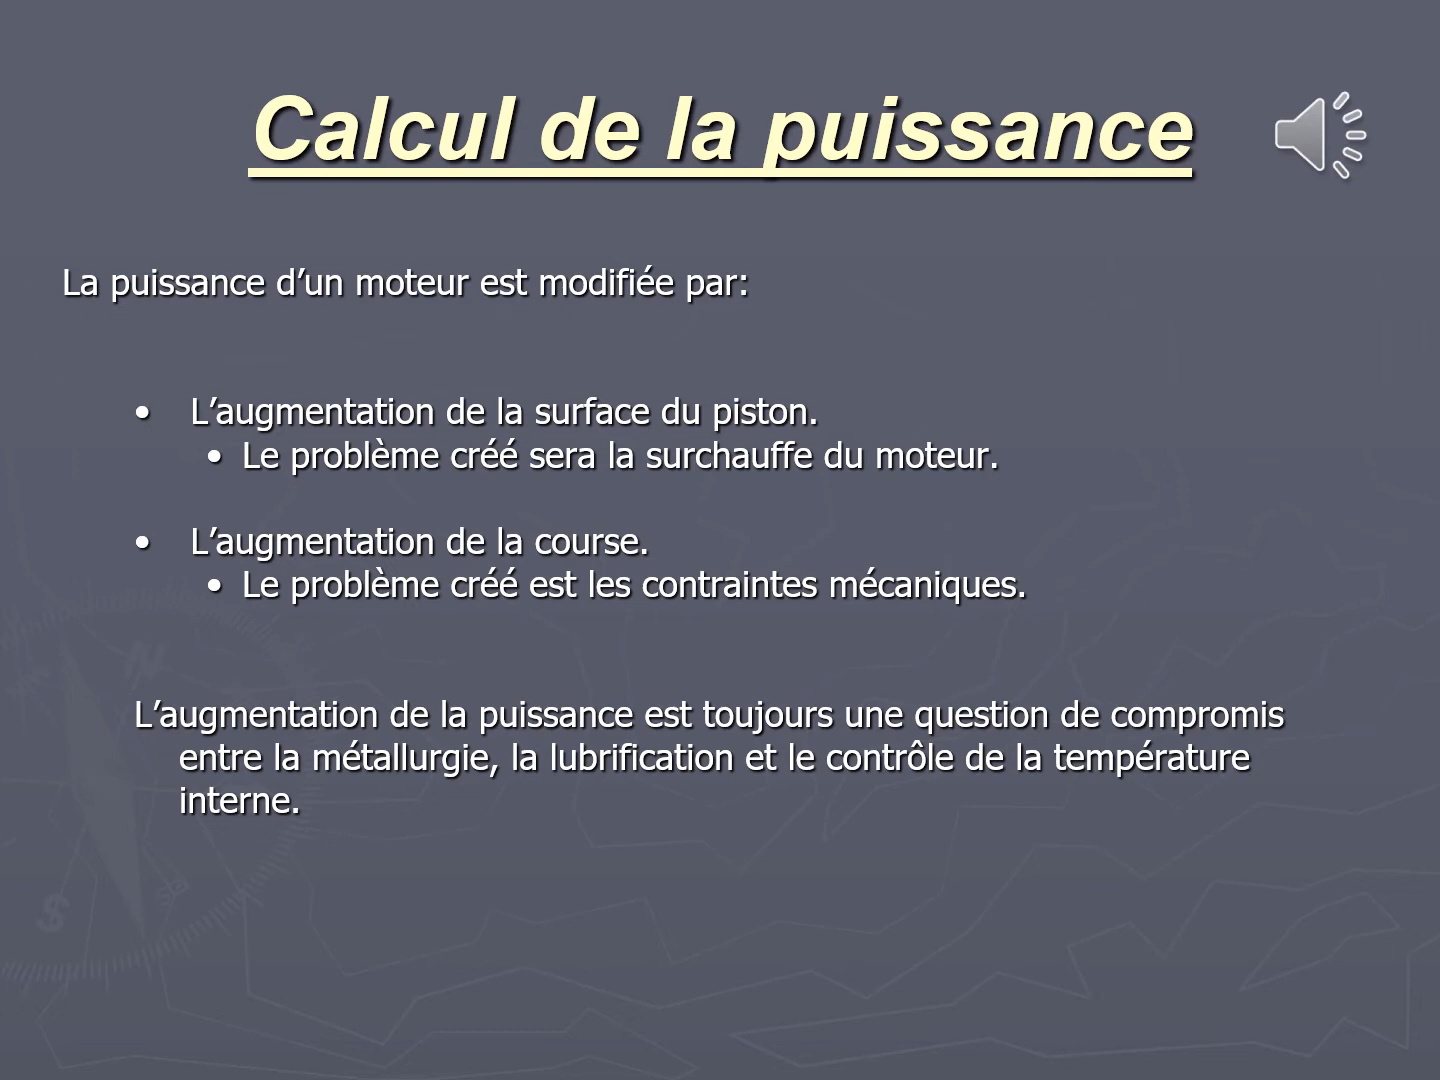 Calcul de la puissance
La puissance d’un moteur est modifiée par:
• L’augmentation de la surface du piston.
• Le problème créé sera la surchauffe du moteur.
• L’augmentation de la course.
• Le problème créé est les contraintes mécaniques.
L’augmentation de la puissance est toujours une question de compromis
entre la métallurgie, la lubrification et le contrôle de la température
interne.
N
S